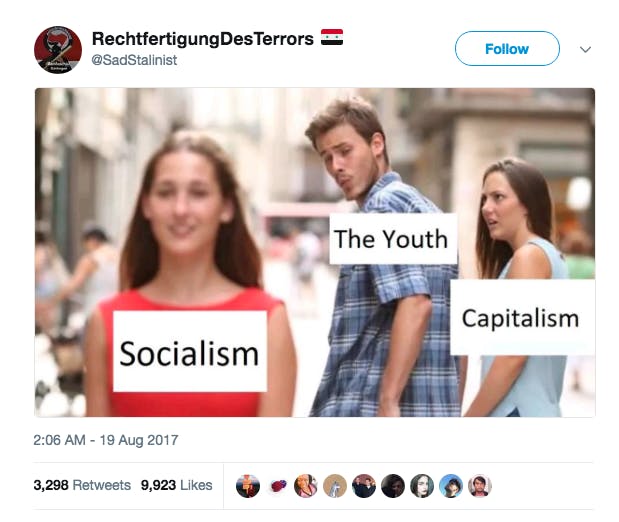 RechtfertigungDesTerrors 🇸🇾
@SadStalinist
Follow
The Youth
Capitalism
Socialism
2:06 AM - 19 Aug 2017
3,298 Retweets 9,923 Likes